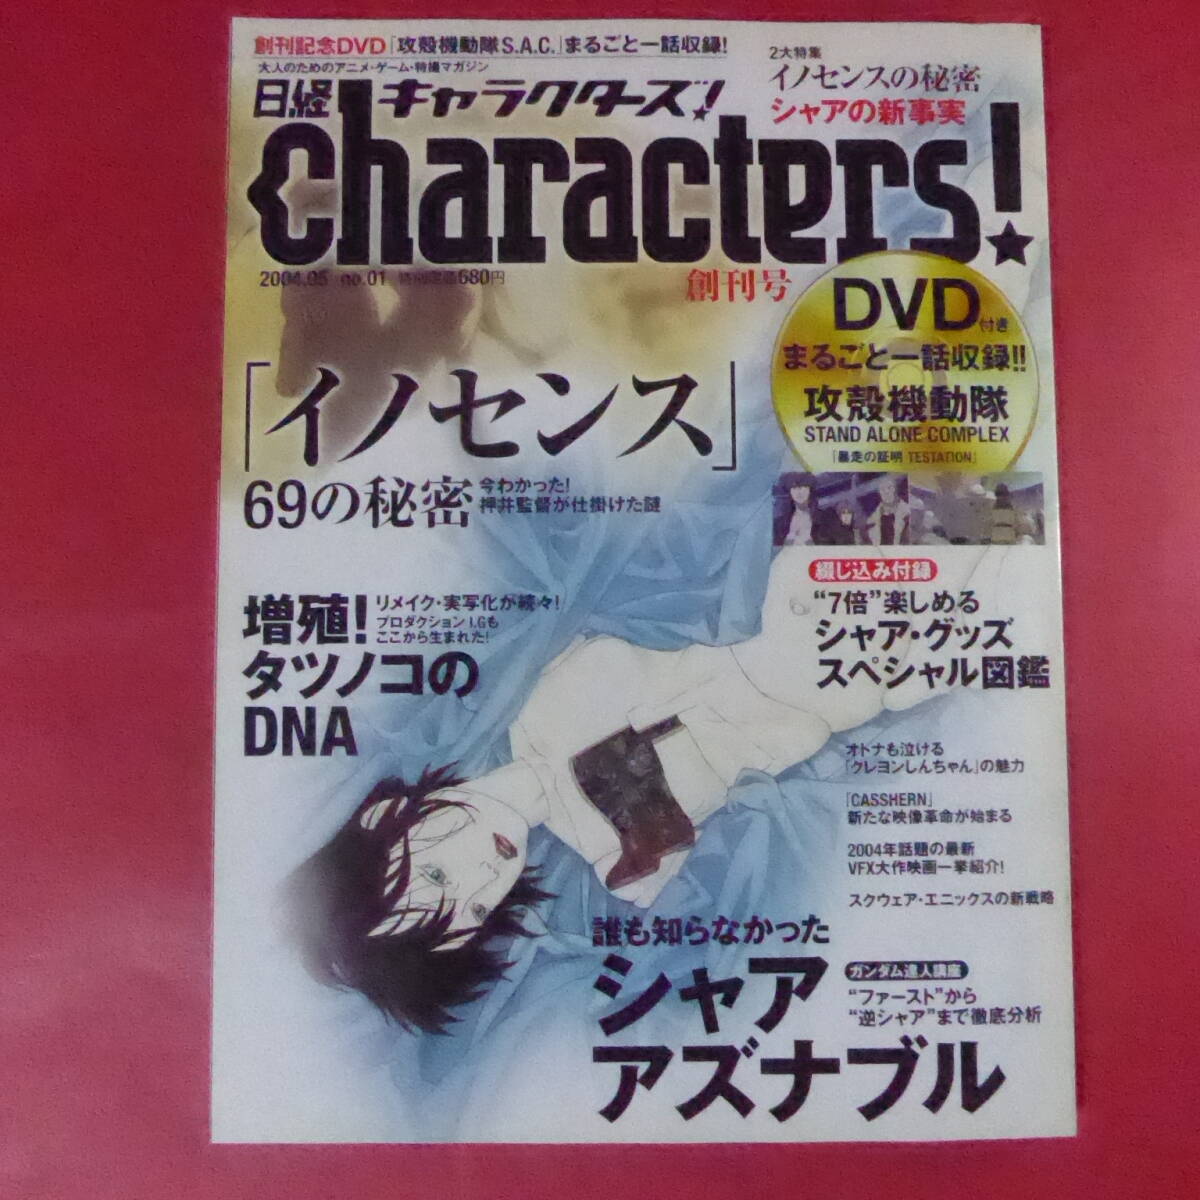 創刊記念DVD「攻殻機動隊S.A.C.」まるごと一話収録!
大人のためのアニメ・ゲーム・特撮マガジン
日経キャラクターズ!
Characters!
2大特集
イノセンスの秘密
シャアの新事実
2004.05 no.01 特別定価680円
創刊号
DVD付き
まるごと一話収録!!
攻殻機動隊
STAND ALONE COMPLEX
「暴走の証明 TESTATION」
「イノセンス」
69の秘密
今わかった!
押井監督が仕掛けた謎
増殖!
リメイク・実写化が続々!
プロダクション I.Gも
ここから生まれた!
タツノコの
DNA
綴じ込み付録
“7倍”楽しめる
シャア・グッズ
スペシャル図鑑
オトナも泣ける
「クレヨンしんちゃん」の魅力
「CASSHERN」
新たな映像革命が始まる
2004年話題の最新
VFX大作映画一挙紹介!
スクウェア・エニックスの新戦略
誰も知らなかった
シャア
アズナブル
ガンダム達人講座
“ファースト”から
“逆シャア”まで徹底分析